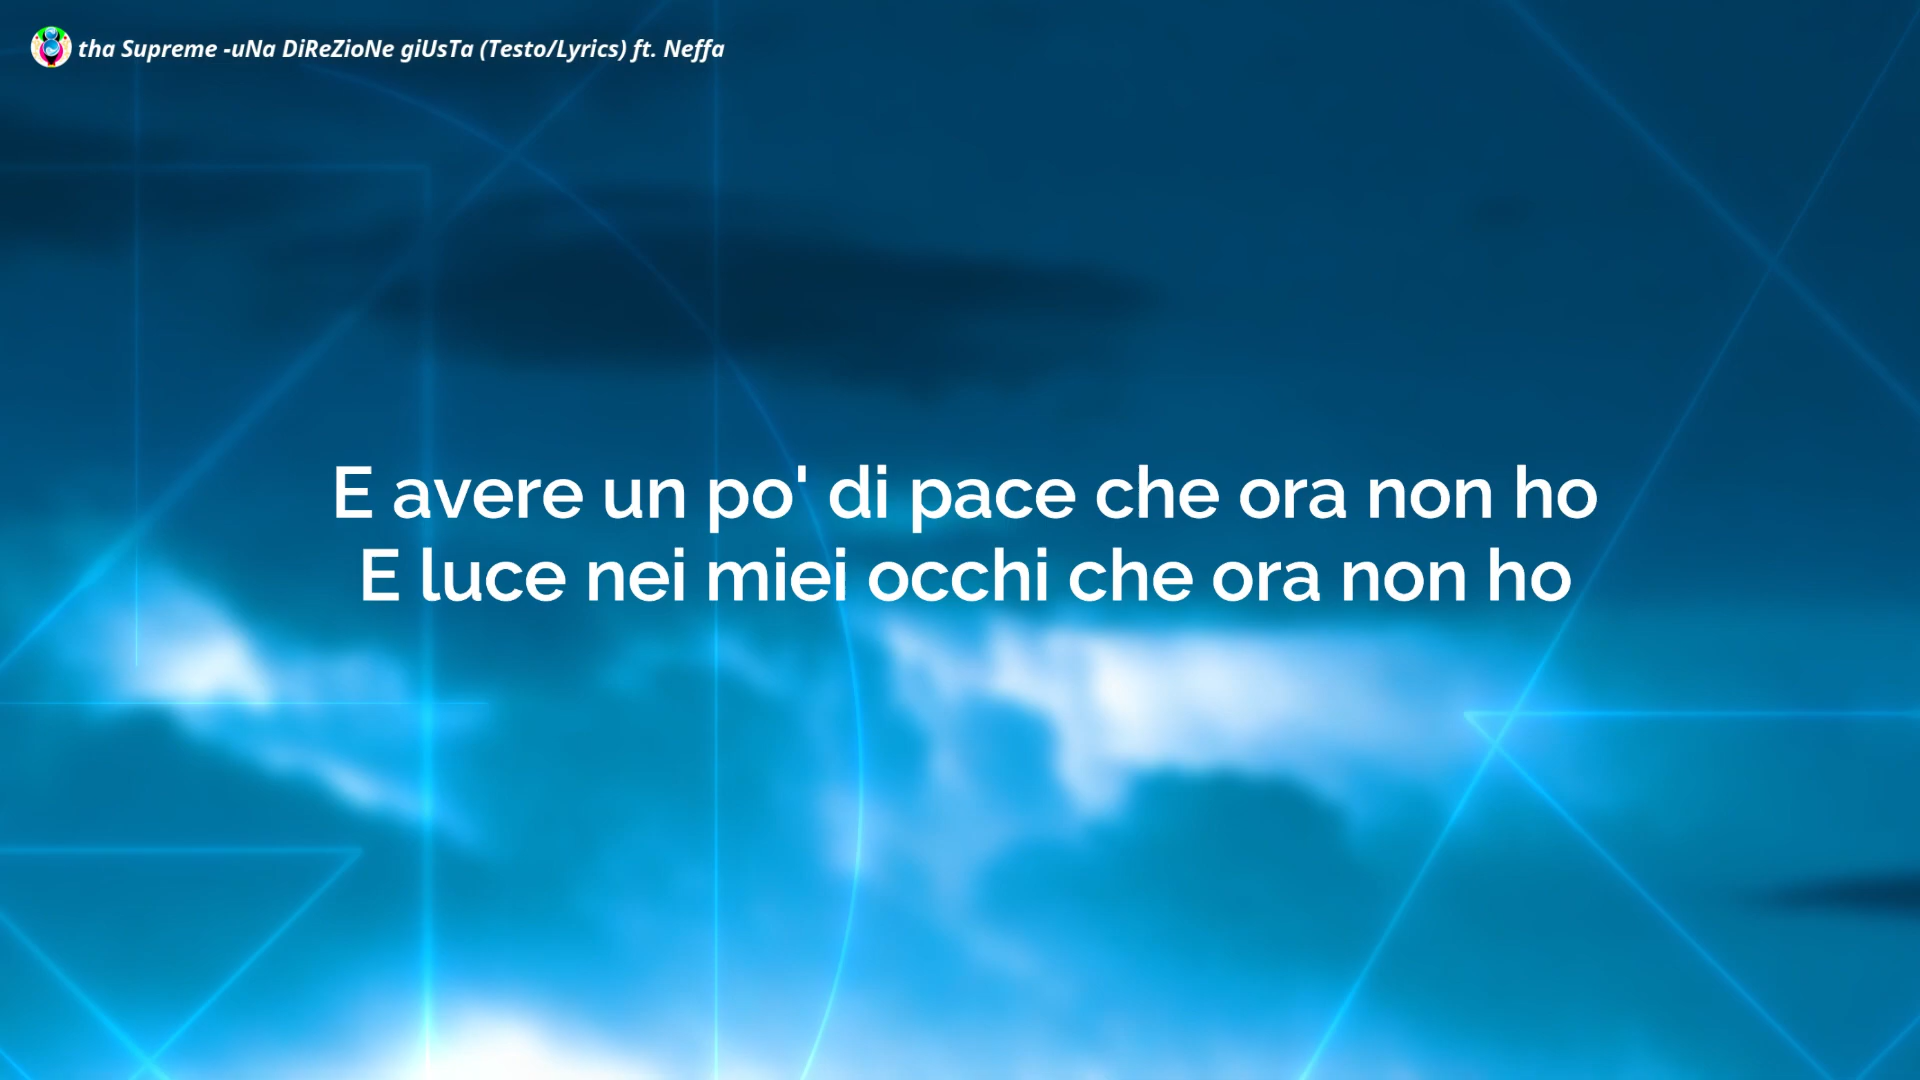 tha Supreme -uNa DiReZioNe giUsTa (Testo/Lyrics) ft. Neffa
E avere un po' di pace che ora non ho
E luce nei miei occhi che ora non ho